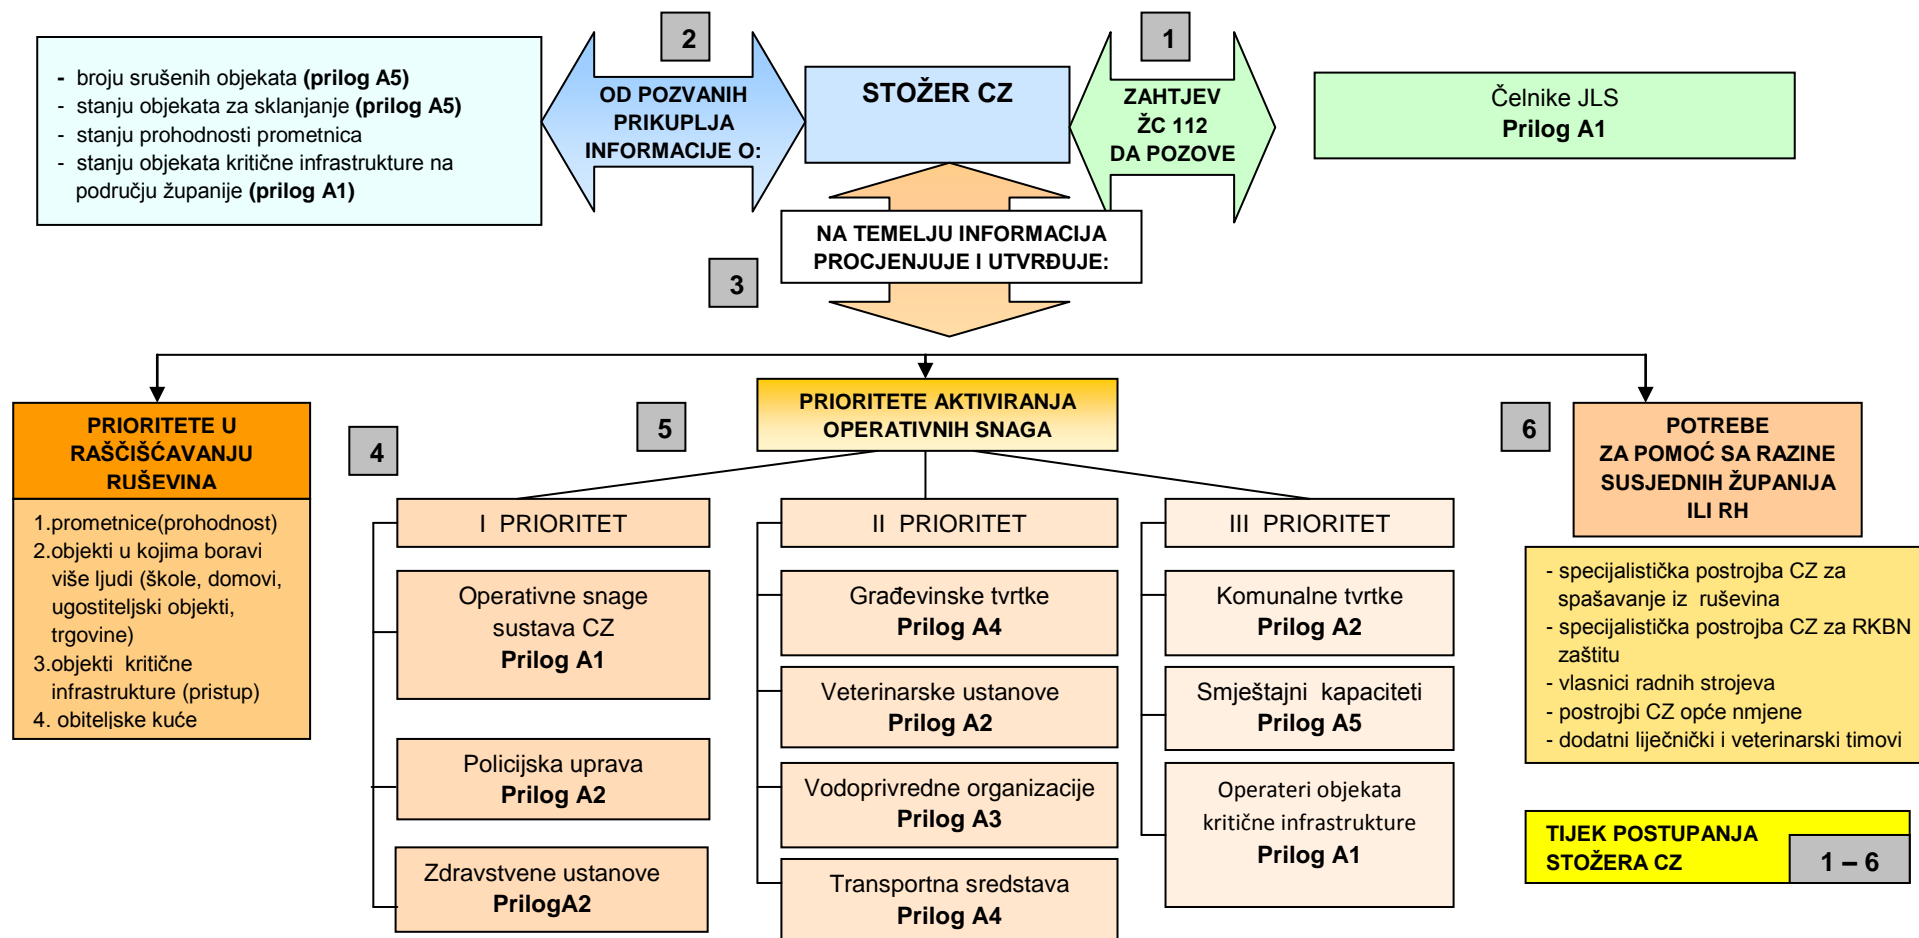 2
1
- broju srušenih objekata (prilog A5)
- stanju objekata za sklanjanje (prilog A5)
- stanju prohodnosti prometnica
- stanju objekata kritične infrastrukture na
području županije (prilog A1)
OD POZVANIH
PRIKUPLJA
INFORMACIJE O:
STOŽER CZ
ZAHTJEV
ŽC 112
DA POZOVE
Čelnike JLS
Prilog A1
NA TEMELJU INFORMACIJA
PROCJENJUJE I UTVRĐUJE:
3
PRIORITETE U
RAŠČIŠĆAVANJU
RUŠEVINA
1.prometnice(prohodnost)
2.objekti u kojima boravi
više ljudi (škole, domovi,
ugostiteljski objekti,
trgovine)
3.objekti kritične
infrastrukture (pristup)
4. obiteljske kuće
4
5
PRIORITETE AKTIVIRANJA
OPERATIVNIH SNAGA
I PRIORITET
Operativne snage
sustava CZ
Prilog A1
Policijska uprava
Prilog A2
Zdravstvene ustanove
PrilogA2
II PRIORITET
Građevinske tvrtke
Prilog A4
Veterinarske ustanove
Prilog A2
Vodoprivredne organizacije
Prilog A3
Transportna sredstava
Prilog A4
III PRIORITET
Komunalne tvrtke
Prilog A2
Smještajni kapaciteti
Prilog A5
Operateri objekata
kritične infrastrukture
Prilog A1
6
POTREBE
ZA POMOĆ SA RAZINE
SUSJEDNIH ŽUPANIJA
ILI RH
- specijalistička postrojba CZ za
spašavanje iz ruševina
- specijalistička postrojba CZ za RKBN
zaštitu
- vlasnici radnih strojeva
- postrojbi CZ opće nmjene
- dodatni liječnički i veterinarski timovi
TIJEK POSTUPANJA
STOŽERA CZ
1 – 6